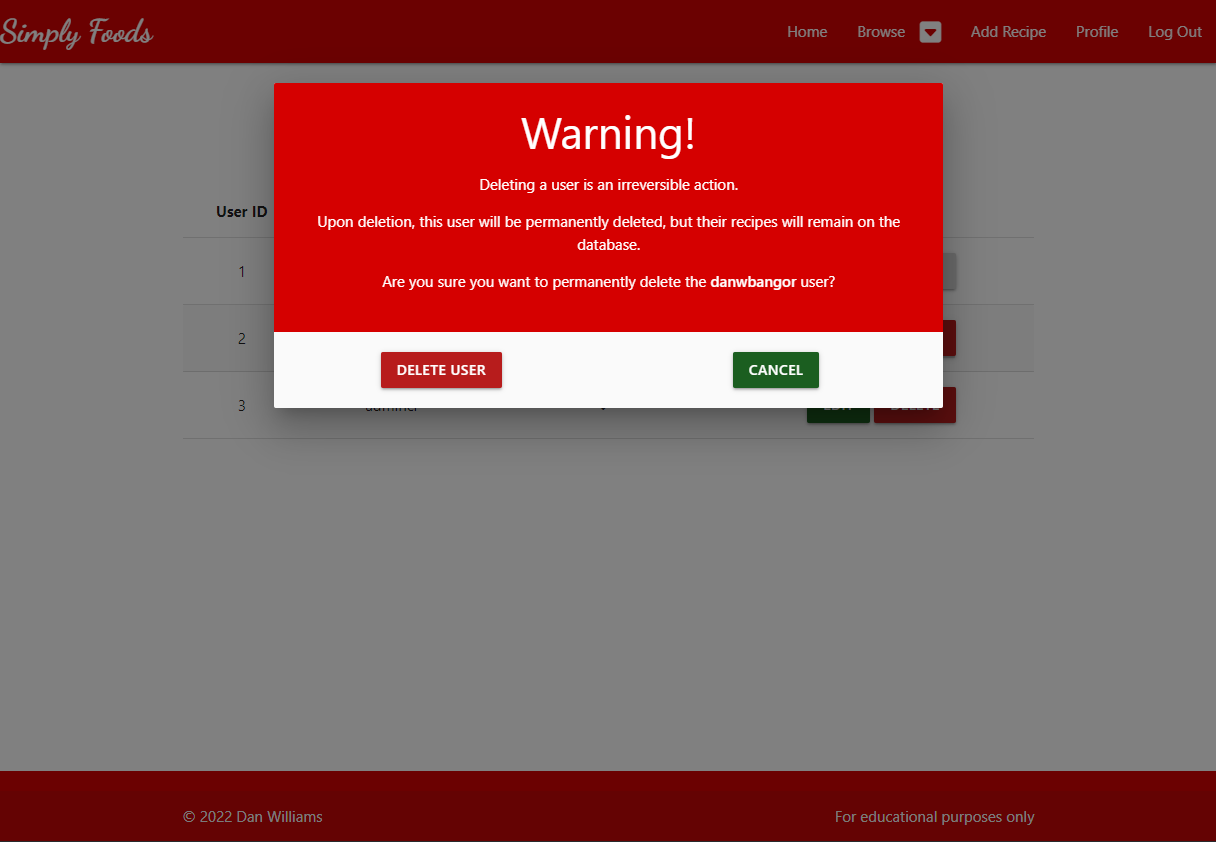 Simply Foods
Home Browse Add Recipe Profile Log Out
Warning!
Deleting a user is an irreversible action.
Upon deletion, this user will be permanently deleted, but their recipes will remain on the
database.
Are you sure you want to permanently delete the danwbangor user?
DELETE USER CANCEL
User ID
1
2
3
© 2022 Dan Williams
For educational purposes only